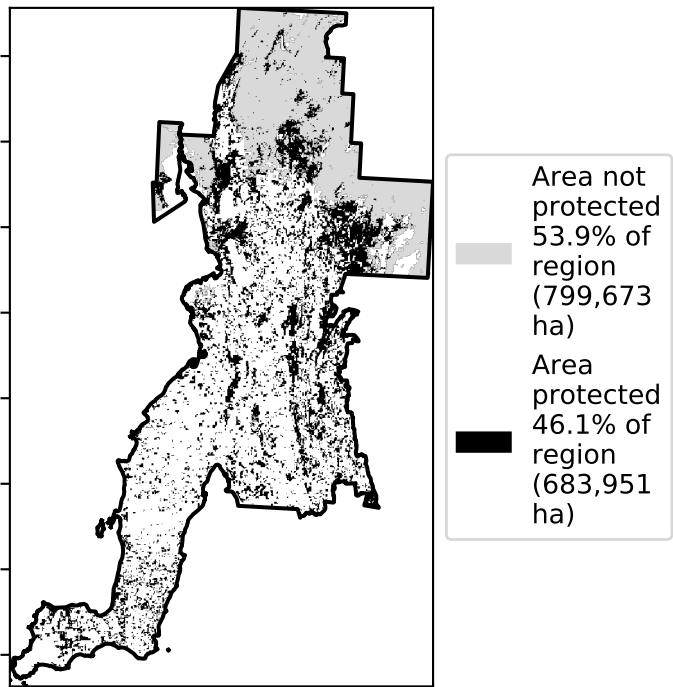 Area not
protected
53.9% of
region
(799,673
ha)
Area
protected
46.1% of
region
(683,951
ha)